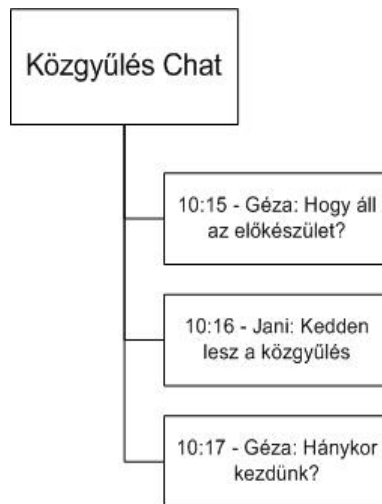 Közgyűlés Chat
10:15 - Géza: Hogy áll
az előkészület?
10:16 - Jani: Kedden
lesz a közgyűlés
10:17 - Géza: Hánykor
kezdünk?